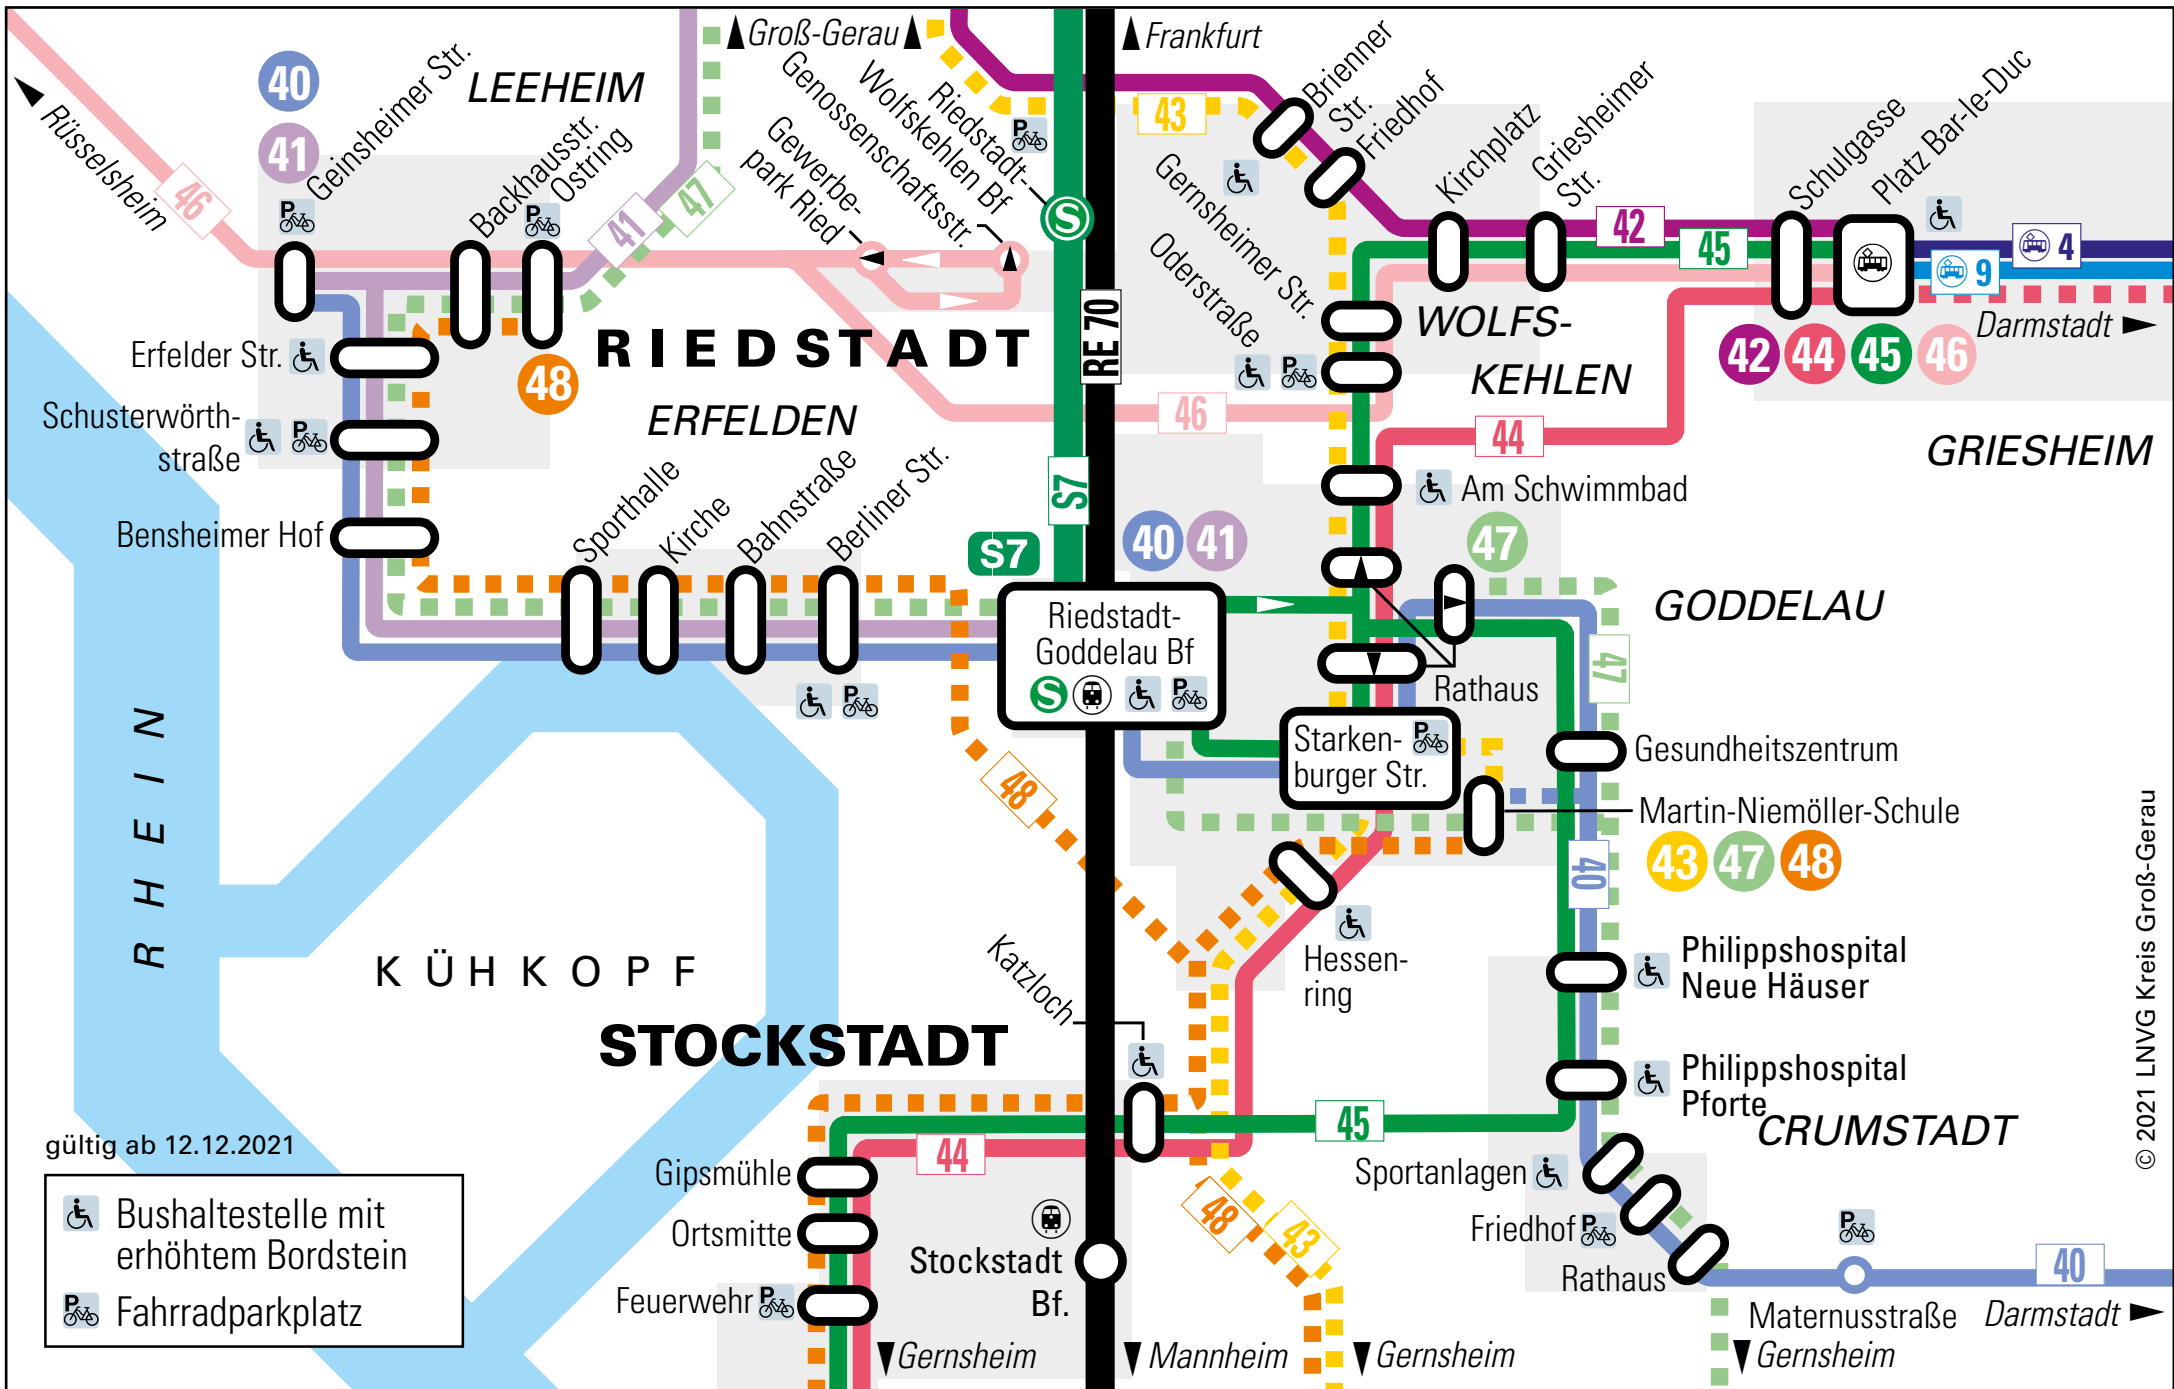 Groß-Gerau
Frankfurt
Rüsselsheim
40
41
LEEHEIM
Geinsheimer Str.
Backhausstr.
Ostring
46
41
47
48
Gewerbe-
park Ried
Genossenschaftsstr.
Riedstadt-
Wolfskehlen Bf
S
43
Brienner
Str.
Friedhof
Kirchplatz
Griesheimer
Str.
42
45
Schulgasse
Platz Bar-le-Duc
4
9
Darmstadt
42
44
45
46
Gernsheimer Str.
Oderstraße
WOLFS-
KEHLEN
GRIESHEIM
RIEDSTADT
ERFELDEN
RE 70
S7
46
44
Erfelder Str.
Schusterwörth-
straße
Bensheimer Hof
Sporthalle
Kirche
Bahnstraße
Berliner Str.
S7
40
41
Am Schwimmbad
47
GODDELAU
Riedstadt-
Goddelau Bf
S
Rathaus
47
Starken-
burger Str.
P
Gesundheitszentrum
Martin-Niemöller-Schule
43
47
48
48
40
RHEIN
KÜHKOPF
Hessen-
ring
Katzloch
Philippshospital
Neue Häuser
Philippshospital
Pforte
STOCKSTADT
CRUMSTADT
45
44
Gipsmühle
Ortsmitte
Feuerwehr
Stockstadt
Bf.
48
43
Sportanlagen
Friedhof
Rathaus
Maternusstraße
40
Darmstadt
Gernsheim
Mannheim
Gernsheim
Gernsheim
gültig ab 12.12.2021
Bushaltestelle mit
erhöhtem Bordstein
P
Fahrradparkplatz
© 2021 LNVG Kreis Groß-Gerau